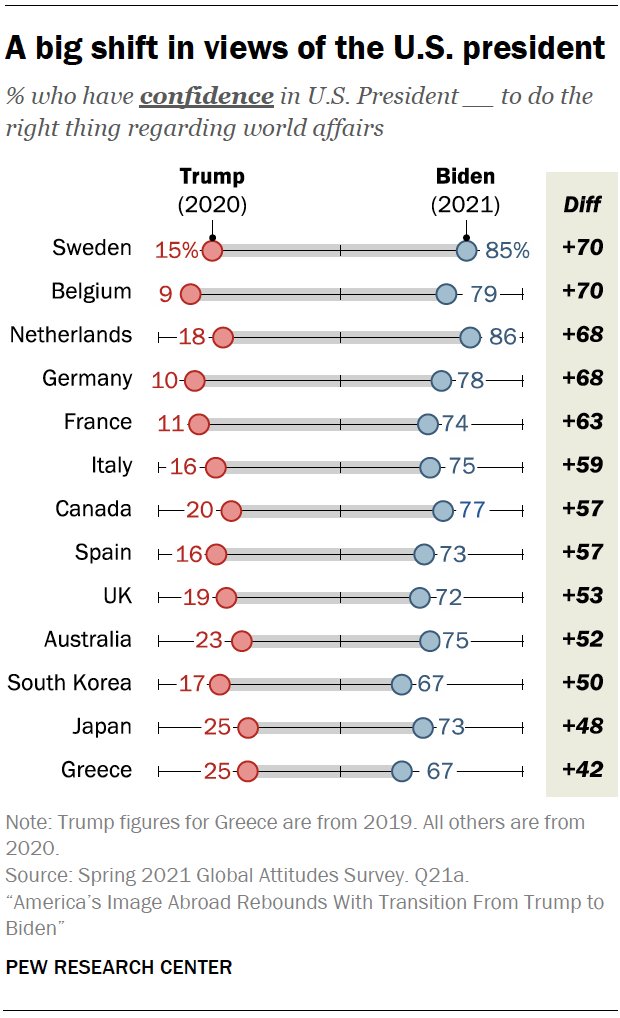 A big shift in views of the U.S. president
% who have confidence in U.S. President __ to do the
right thing regarding world affairs
Trump Biden
(2020) (2021) Diff
Sweden 15% 85% +70
Belgium 9 79 +70
Netherlands 18 86 +68
Germany 10 78 +68
France 11 74 +63
Italy 16 75 +59
Canada 20 77 +57
Spain 16 73 +57
UK 19 72 +53
Australia 23 75 +52
South Korea 17 67 +50
Japan 25 73 +48
Greece 25 67 +42
Note: Trump figures for Greece are from 2019. All others are from
2020.
Source: Spring 2021 Global Attitudes Survey. Q21a.
“America’s Image Abroad Rebounds With Transition From Trump to
Biden”
PEW RESEARCH CENTER